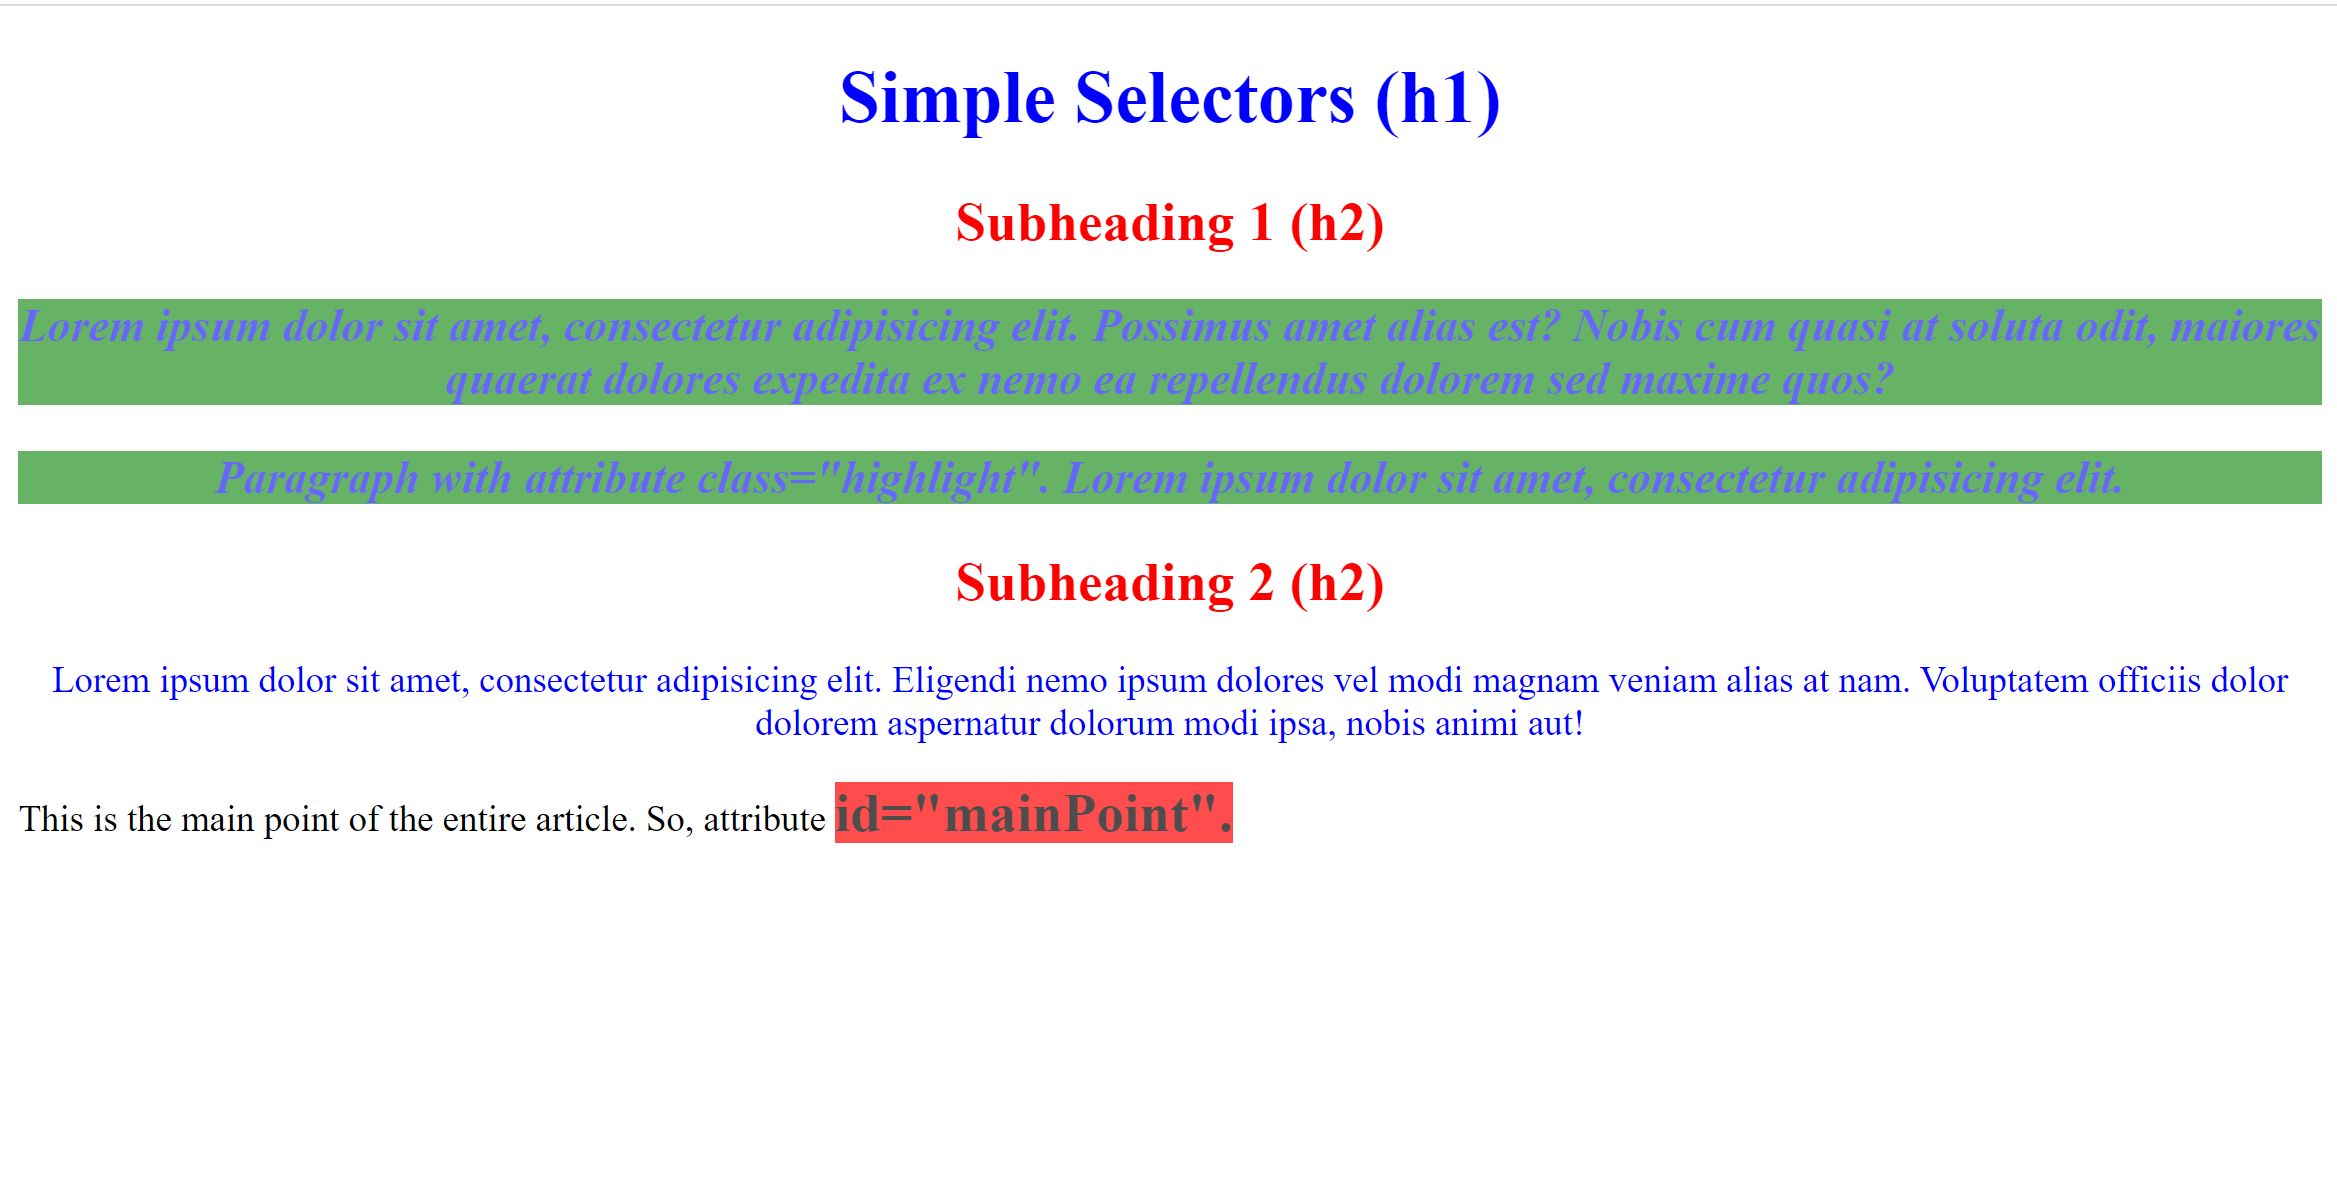 Simple Selectors (h1)
Subheading 1 (h2)
Lorem ipsum dolor sit amet, consectetur adipisicing elit. Possimus amet alias est? Nobis cum quasi at soluta odit, maiores
quaerat dolores expedita ex nemo ea repellendus dolorem sed maxime quos?
Paragraph with attribute class="highlight". Lorem ipsum dolor sit amet, consectetur adipisicing elit.
Subheading 2 (h2)
Lorem ipsum dolor sit amet, consectetur adipisicing elit. Eligendi nemo ipsum dolores vel modi magnam veniam alias at nam. Voluptatem officiis dolor
dolorem aspernatur dolorum modi ipsa, nobis animi aut!
This is the main point of the entire article. So, attribute id="mainPoint".